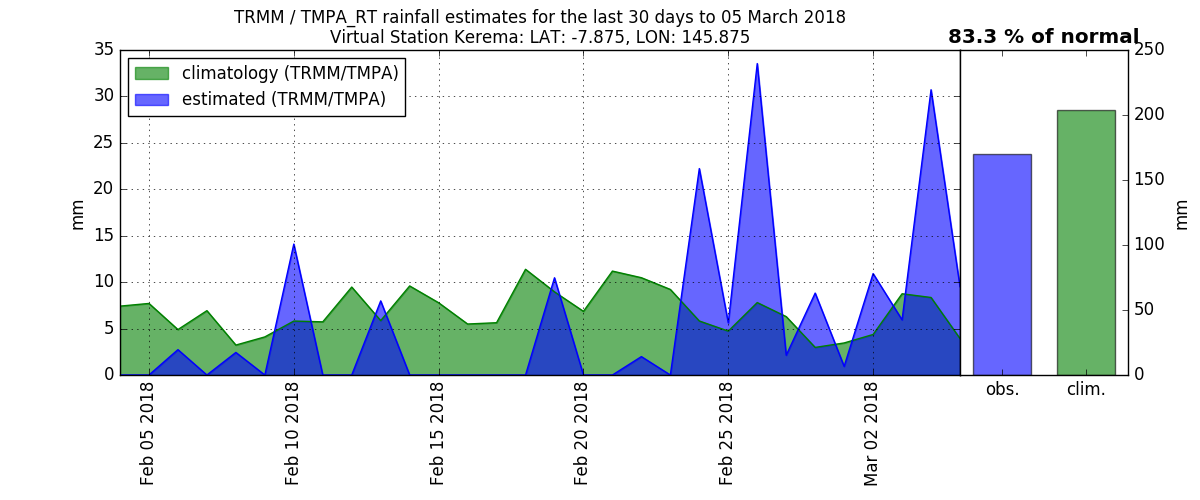 TRMM / TMPA_RT rainfall estimates for the last 30 days to 05 March 2018
Virtual Station Kerema: LAT: -7.875, LON: 145.875
83.3 % of normal
climatology (TRMM/TMPA)
estimated (TRMM/TMPA)
35
30
25
20
15
10
5
0
mm
Feb 05 2018
Feb 10 2018
Feb 15 2018
Feb 20 2018
Feb 25 2018
Mar 02 2018
obs.
clim.
250
200
150
100
50
0
mm